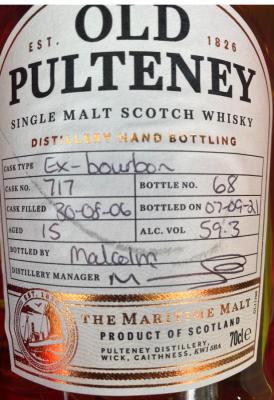 OLD
EST. 1826
PULTENEY
SINGLE MALT SCOTCH WHISKY
DISTILLERY HAND BOTTLING
CASK TYPE Ex-bourbon
CASK NO. 717 BOTTLE NO. 68
CASK FILLED 30-08-06 BOTTLED ON 07-09-21
AGED 15 ALC. VOL 59.3
BOTTLED BY Malcolm
DISTILLERY MANAGER
THE MARITIME MALT
PRODUCT OF SCOTLAND
PULTENEY DISTILLERY, 70cl e
WICK, CAITHNESS, KW1 5BA